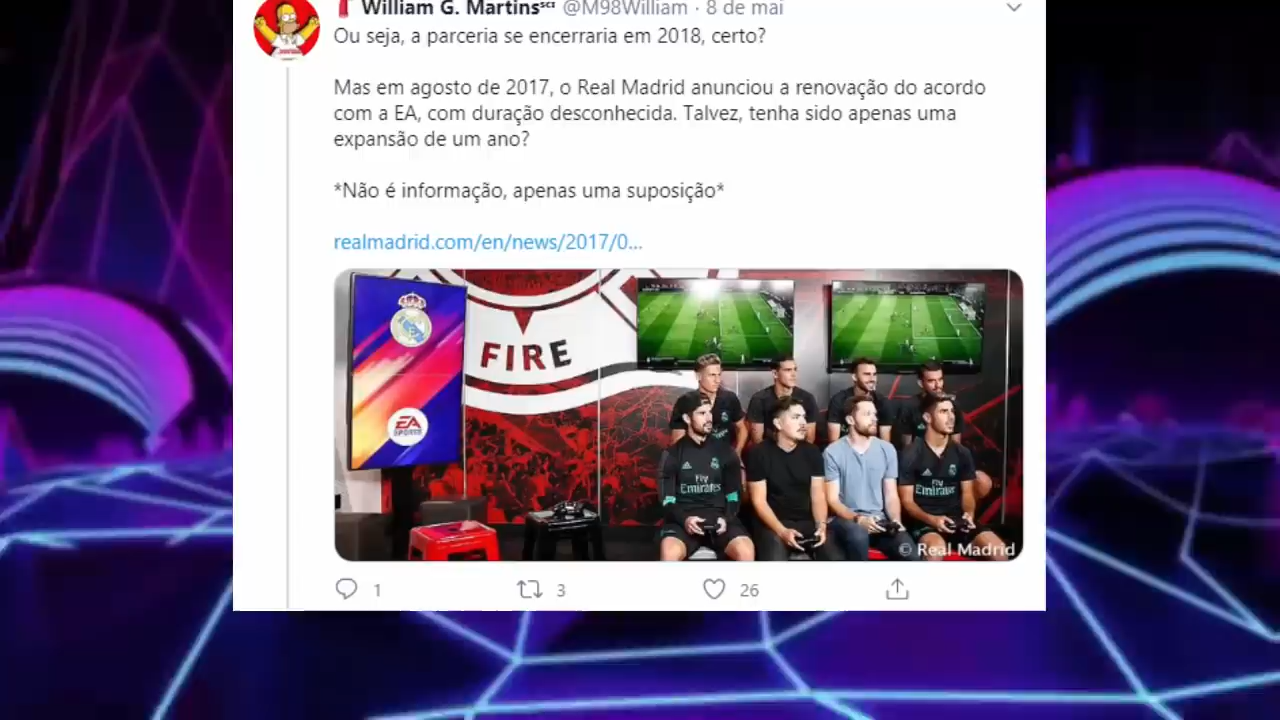 William G. Martins @M98William · 8 de mai
Ou seja, a parceria se encerraria em 2018, certo?
Mas em agosto de 2017, o Real Madrid anunciou a renovação do acordo
com a EA, com duração desconhecida. Talvez, tenha sido apenas uma
expansão de um ano?
*Não é informação, apenas uma suposição*
realmadrid.com/en/news/2017/0...
FIRE
EA
SPORTS
Fly
Emirates
Fly
Emirates
© Real Madrid
1
3
26